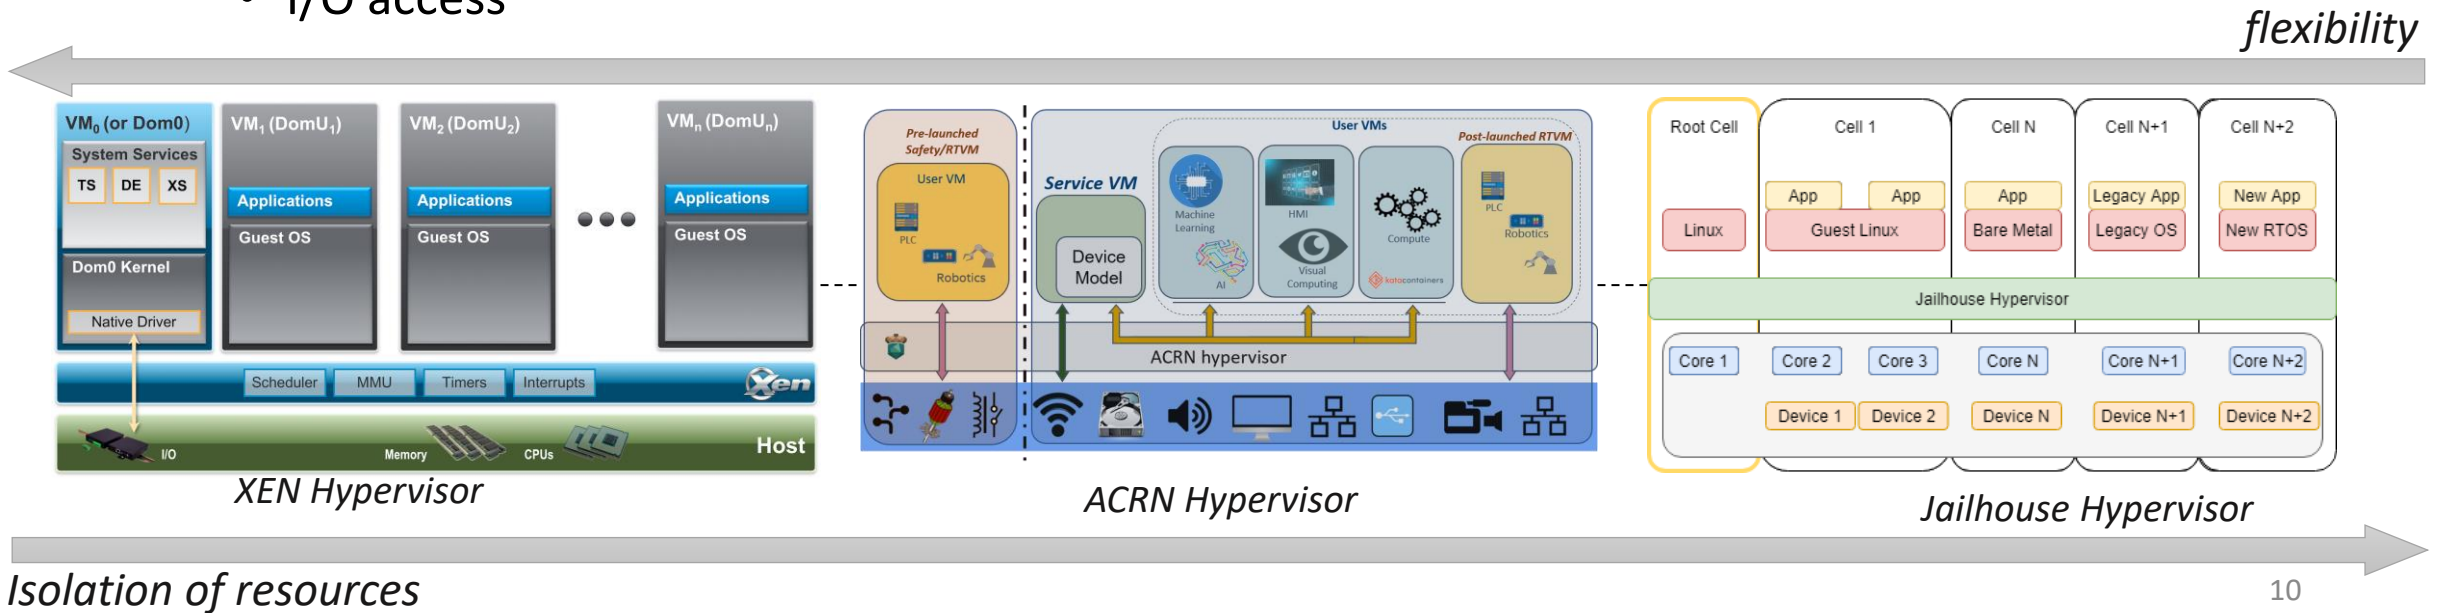 • I/O access
flexibility
VM0 (or Dom0)
System Services
TS DE XS
Dom0 Kernel
Native Driver
VM1 (DomU1)
Applications
Guest OS
VM2 (DomU2)
Applications
Guest OS
VMn (DomUn)
Applications
Guest OS
Scheduler MMU Timers Interrupts
Xen
I/O Memory CPUs Host
XEN Hypervisor
Pre-launched
Safety/RTVM
User VM
PLC
Robotics
Service VM
Device
Model
User VMs
Machine
Learning
AI
HMI
Visual
Computing
Compute
katacontainers
Post-launched RTVM
PLC
Robotics
ACRN hypervisor
ACRN Hypervisor
Root Cell Cell 1 Cell N Cell N+1 Cell N+2
App App App Legacy App New App
Linux Guest Linux Bare Metal Legacy OS New RTOS
Jailhouse Hypervisor
Core 1 Core 2 Core 3 Core N Core N+1 Core N+2
Device 1 Device 2 Device N Device N+1 Device N+2
Jailhouse Hypervisor
Isolation of resources
10